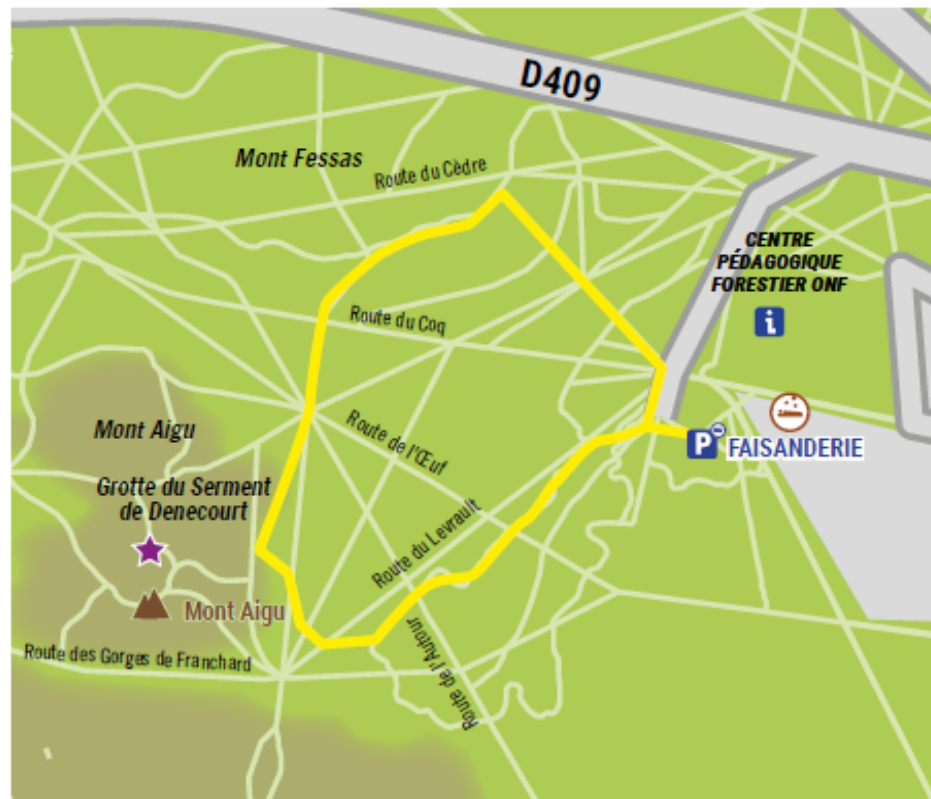 D409
Mont Fessas
Route du Cèdre
CENTRE
PÉDAGOGIQUE
FORESTIER ONF
i
Route du Coq
Mont Aigu
Route de l'Œuf
P
FAISANDERIE
Grotte du Serment
de Denecourt
Route du Levrault
Mont Aigu
Route des Gorges de Franchard
Route de l'Autour